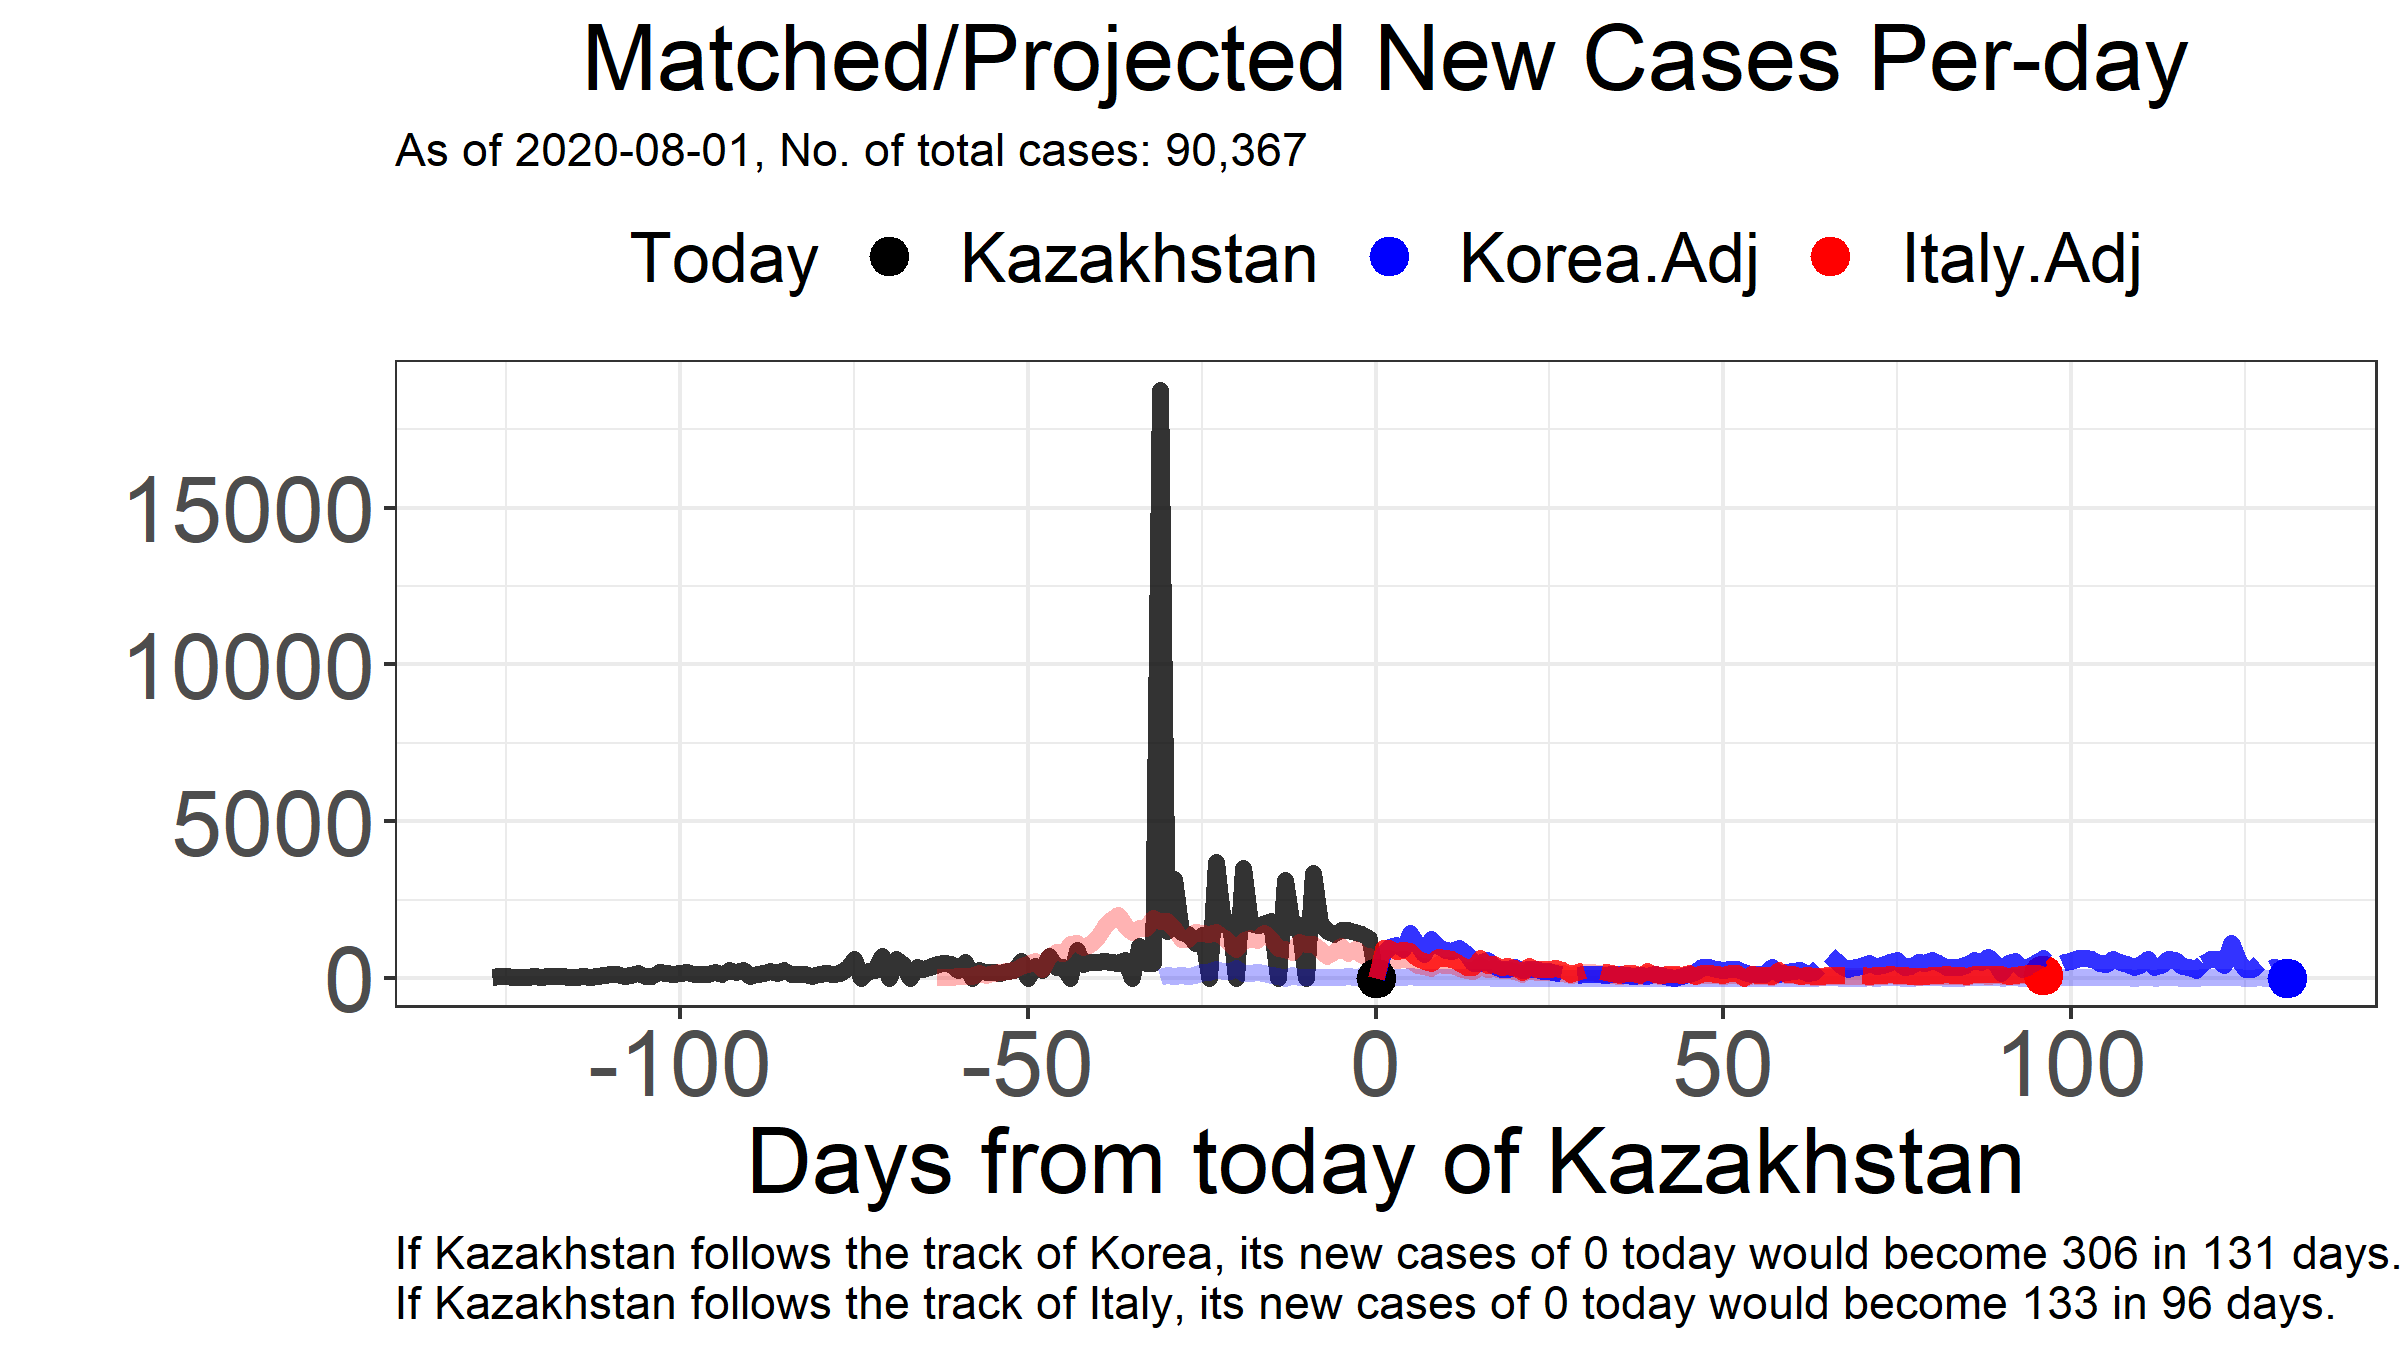 Matched/Projected New Cases Per-day
As of 2020-08-01, No. of total cases: 90,367
Today Kazakhstan Korea.Adj Italy.Adj
15000
10000
5000
0
-100 -50 0 50 100
Days from today of Kazakhstan
If Kazakhstan follows the track of Korea, its new cases of 0 today would become 306 in 131 days.
If Kazakhstan follows the track of Italy, its new cases of 0 today would become 133 in 96 days.